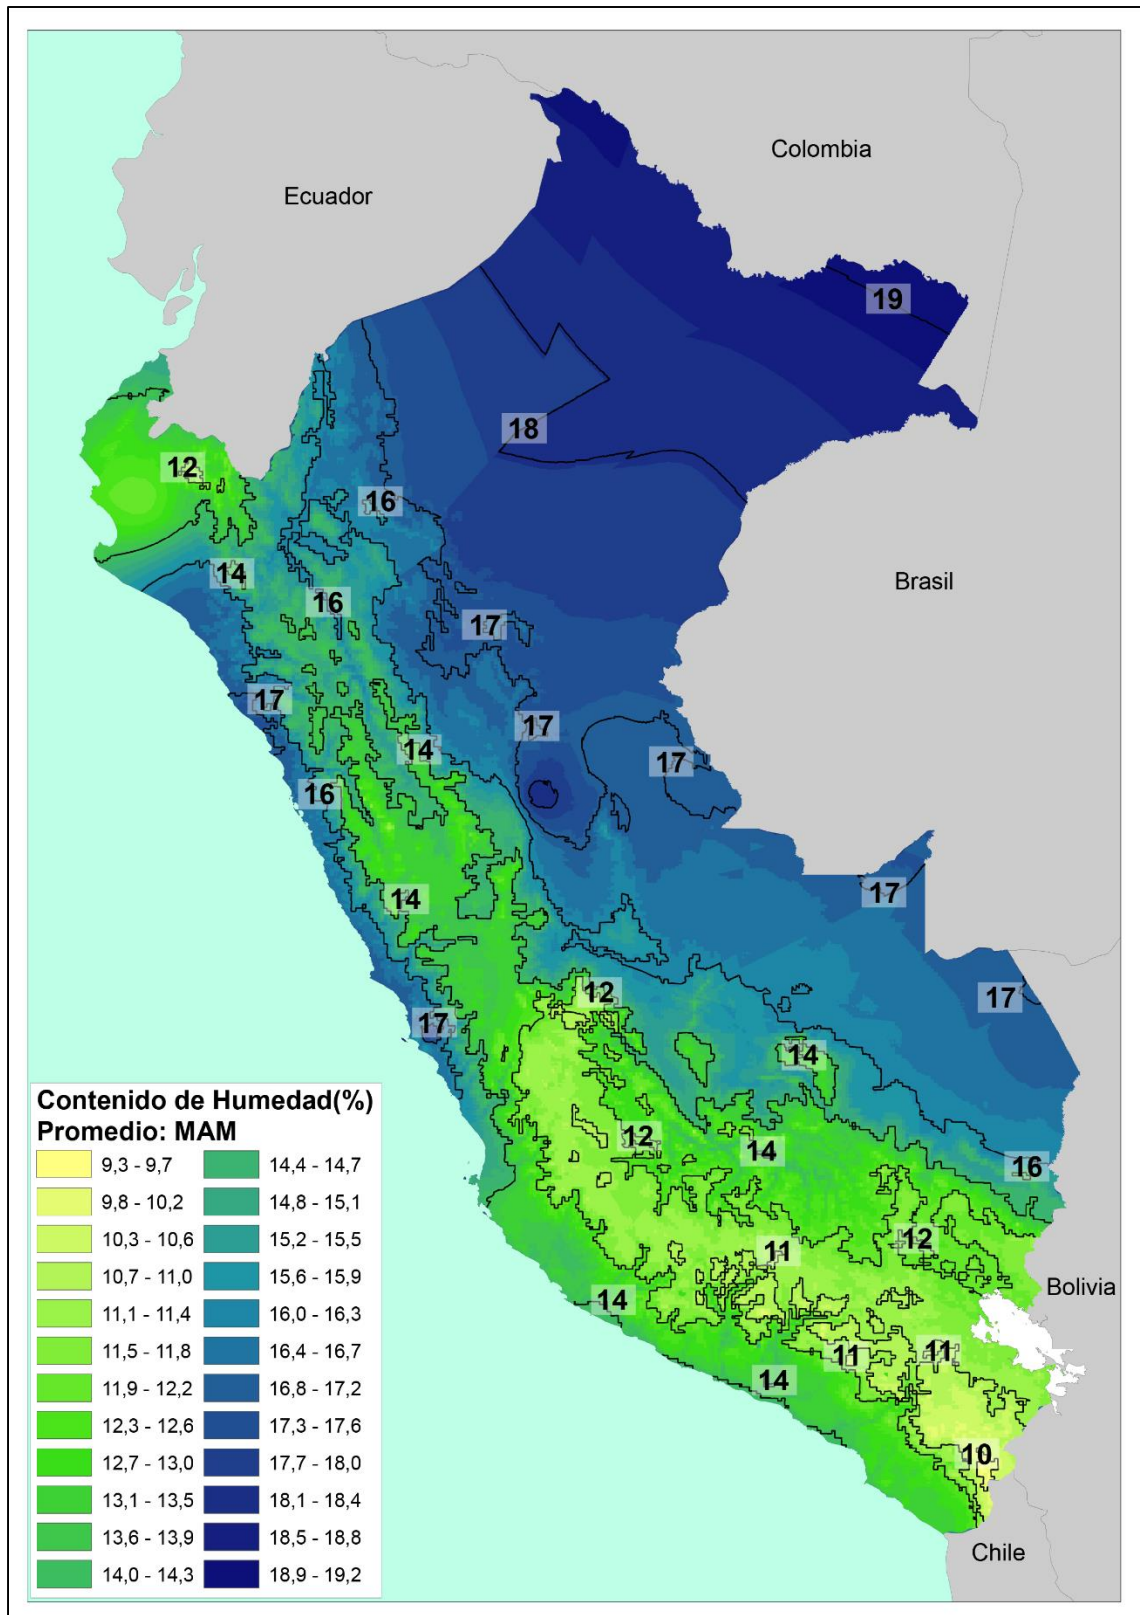 Colombia
Ecuador
19
18
12
16
Brasil
14
16
17
17
17
14
17
16
17
14
12
17
17
14
12
14
16
12
11
Bolivia
14
11
11
14
10
Chile
Contenido de Humedad(%)
Promedio: MAM
9,3 - 9,7
9,8 - 10,2
10,3 - 10,6
10,7 - 11,0
11,1 - 11,4
11,5 - 11,8
11,9 - 12,2
12,3 - 12,6
12,7 - 13,0
13,1 - 13,5
13,6 - 13,9
14,0 - 14,3
14,4 - 14,7
14,8 - 15,1
15,2 - 15,5
15,6 - 15,9
16,0 - 16,3
16,4 - 16,7
16,8 - 17,2
17,3 - 17,6
17,7 - 18,0
18,1 - 18,4
18,5 - 18,8
18,9 - 19,2